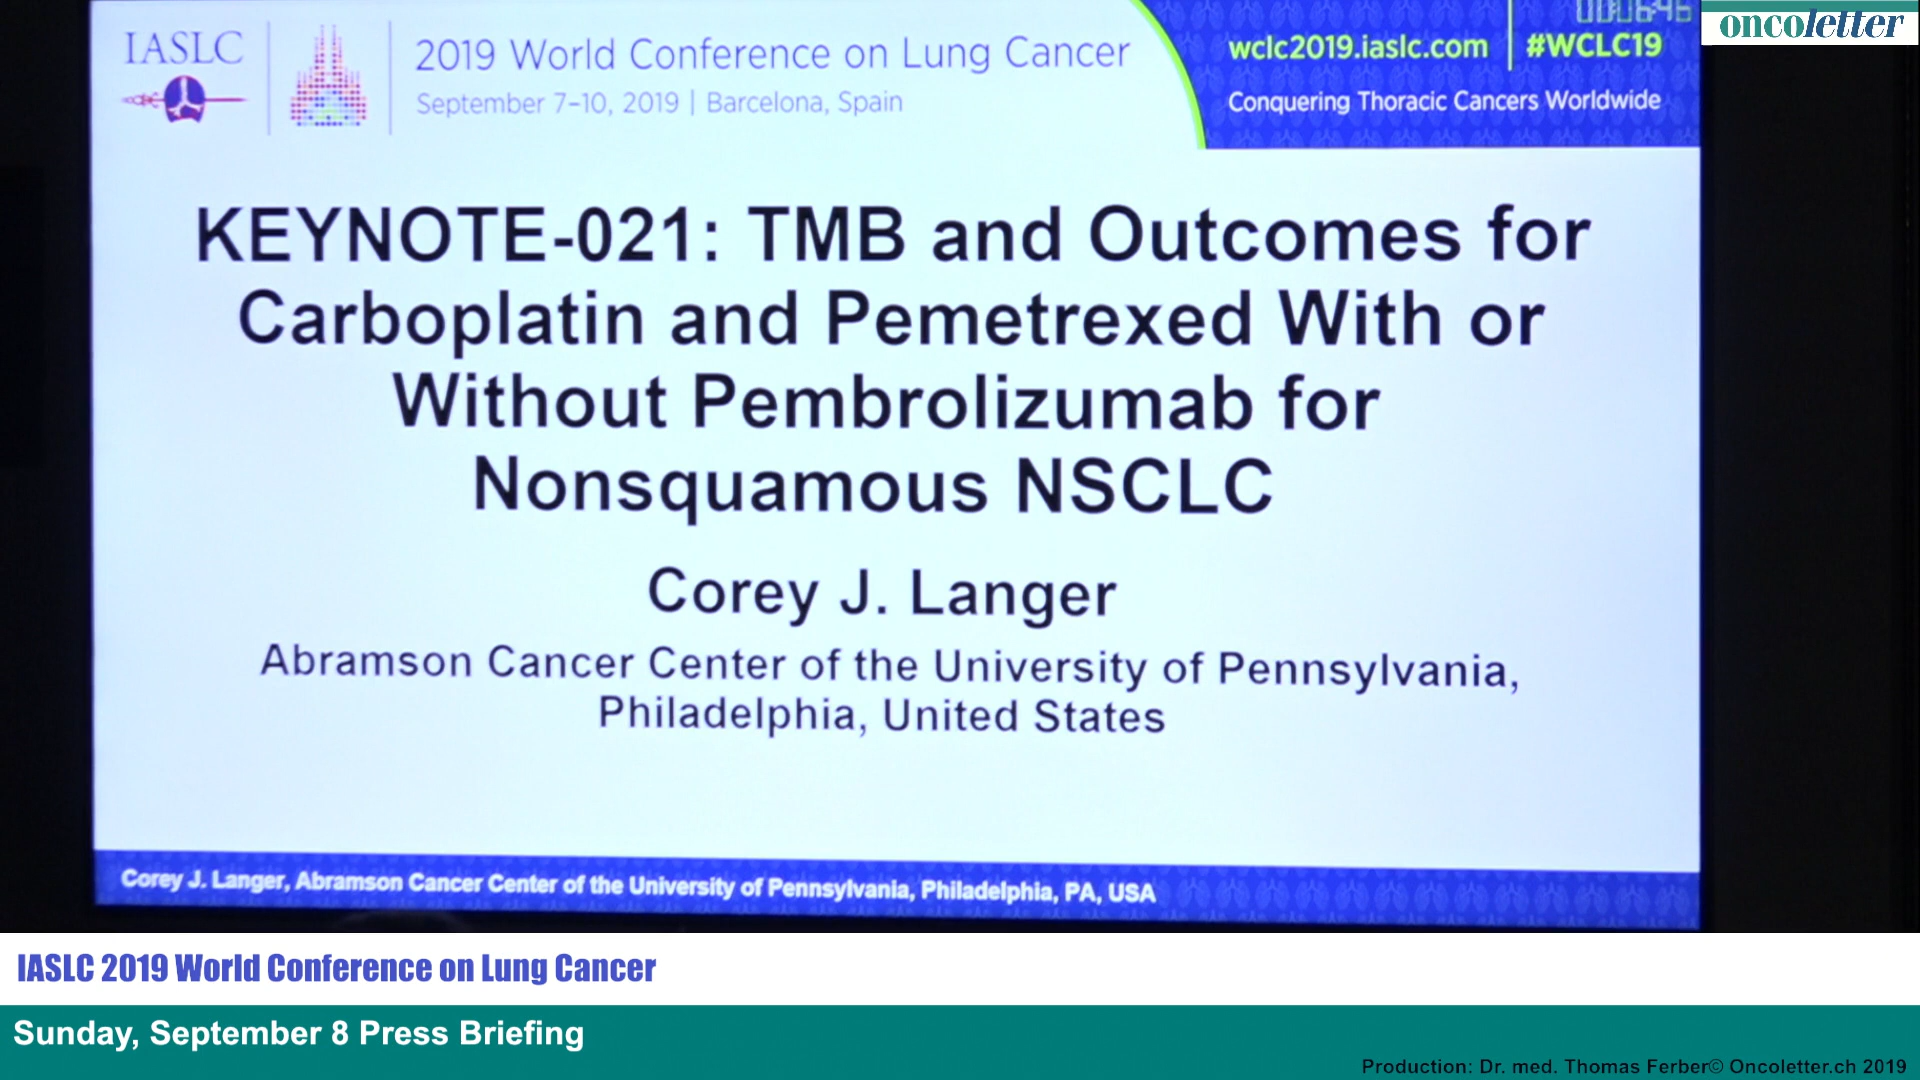 IASLC
2019 World Conference on Lung Cancer
September 7-10, 2019 | Barcelona, Spain
wclc2019.iaslc.com | #WCLC19
Conquering Thoracic Cancers Worldwide
oncoletter
KEYNOTE-021: TMB and Outcomes for
Carboplatin and Pemetrexed With or
Without Pembrolizumab for
Nonsquamous NSCLC
Corey J. Langer
Abramson Cancer Center of the University of Pennsylvania,
Philadelphia, United States
Corey J. Langer, Abramson Cancer Center of the University of Pennsylvania, Philadelphia, PA, USA
IASLC 2019 World Conference on Lung Cancer
Sunday, September 8 Press Briefing
Production: Dr. med. Thomas Ferber© Oncoletter.ch 2019